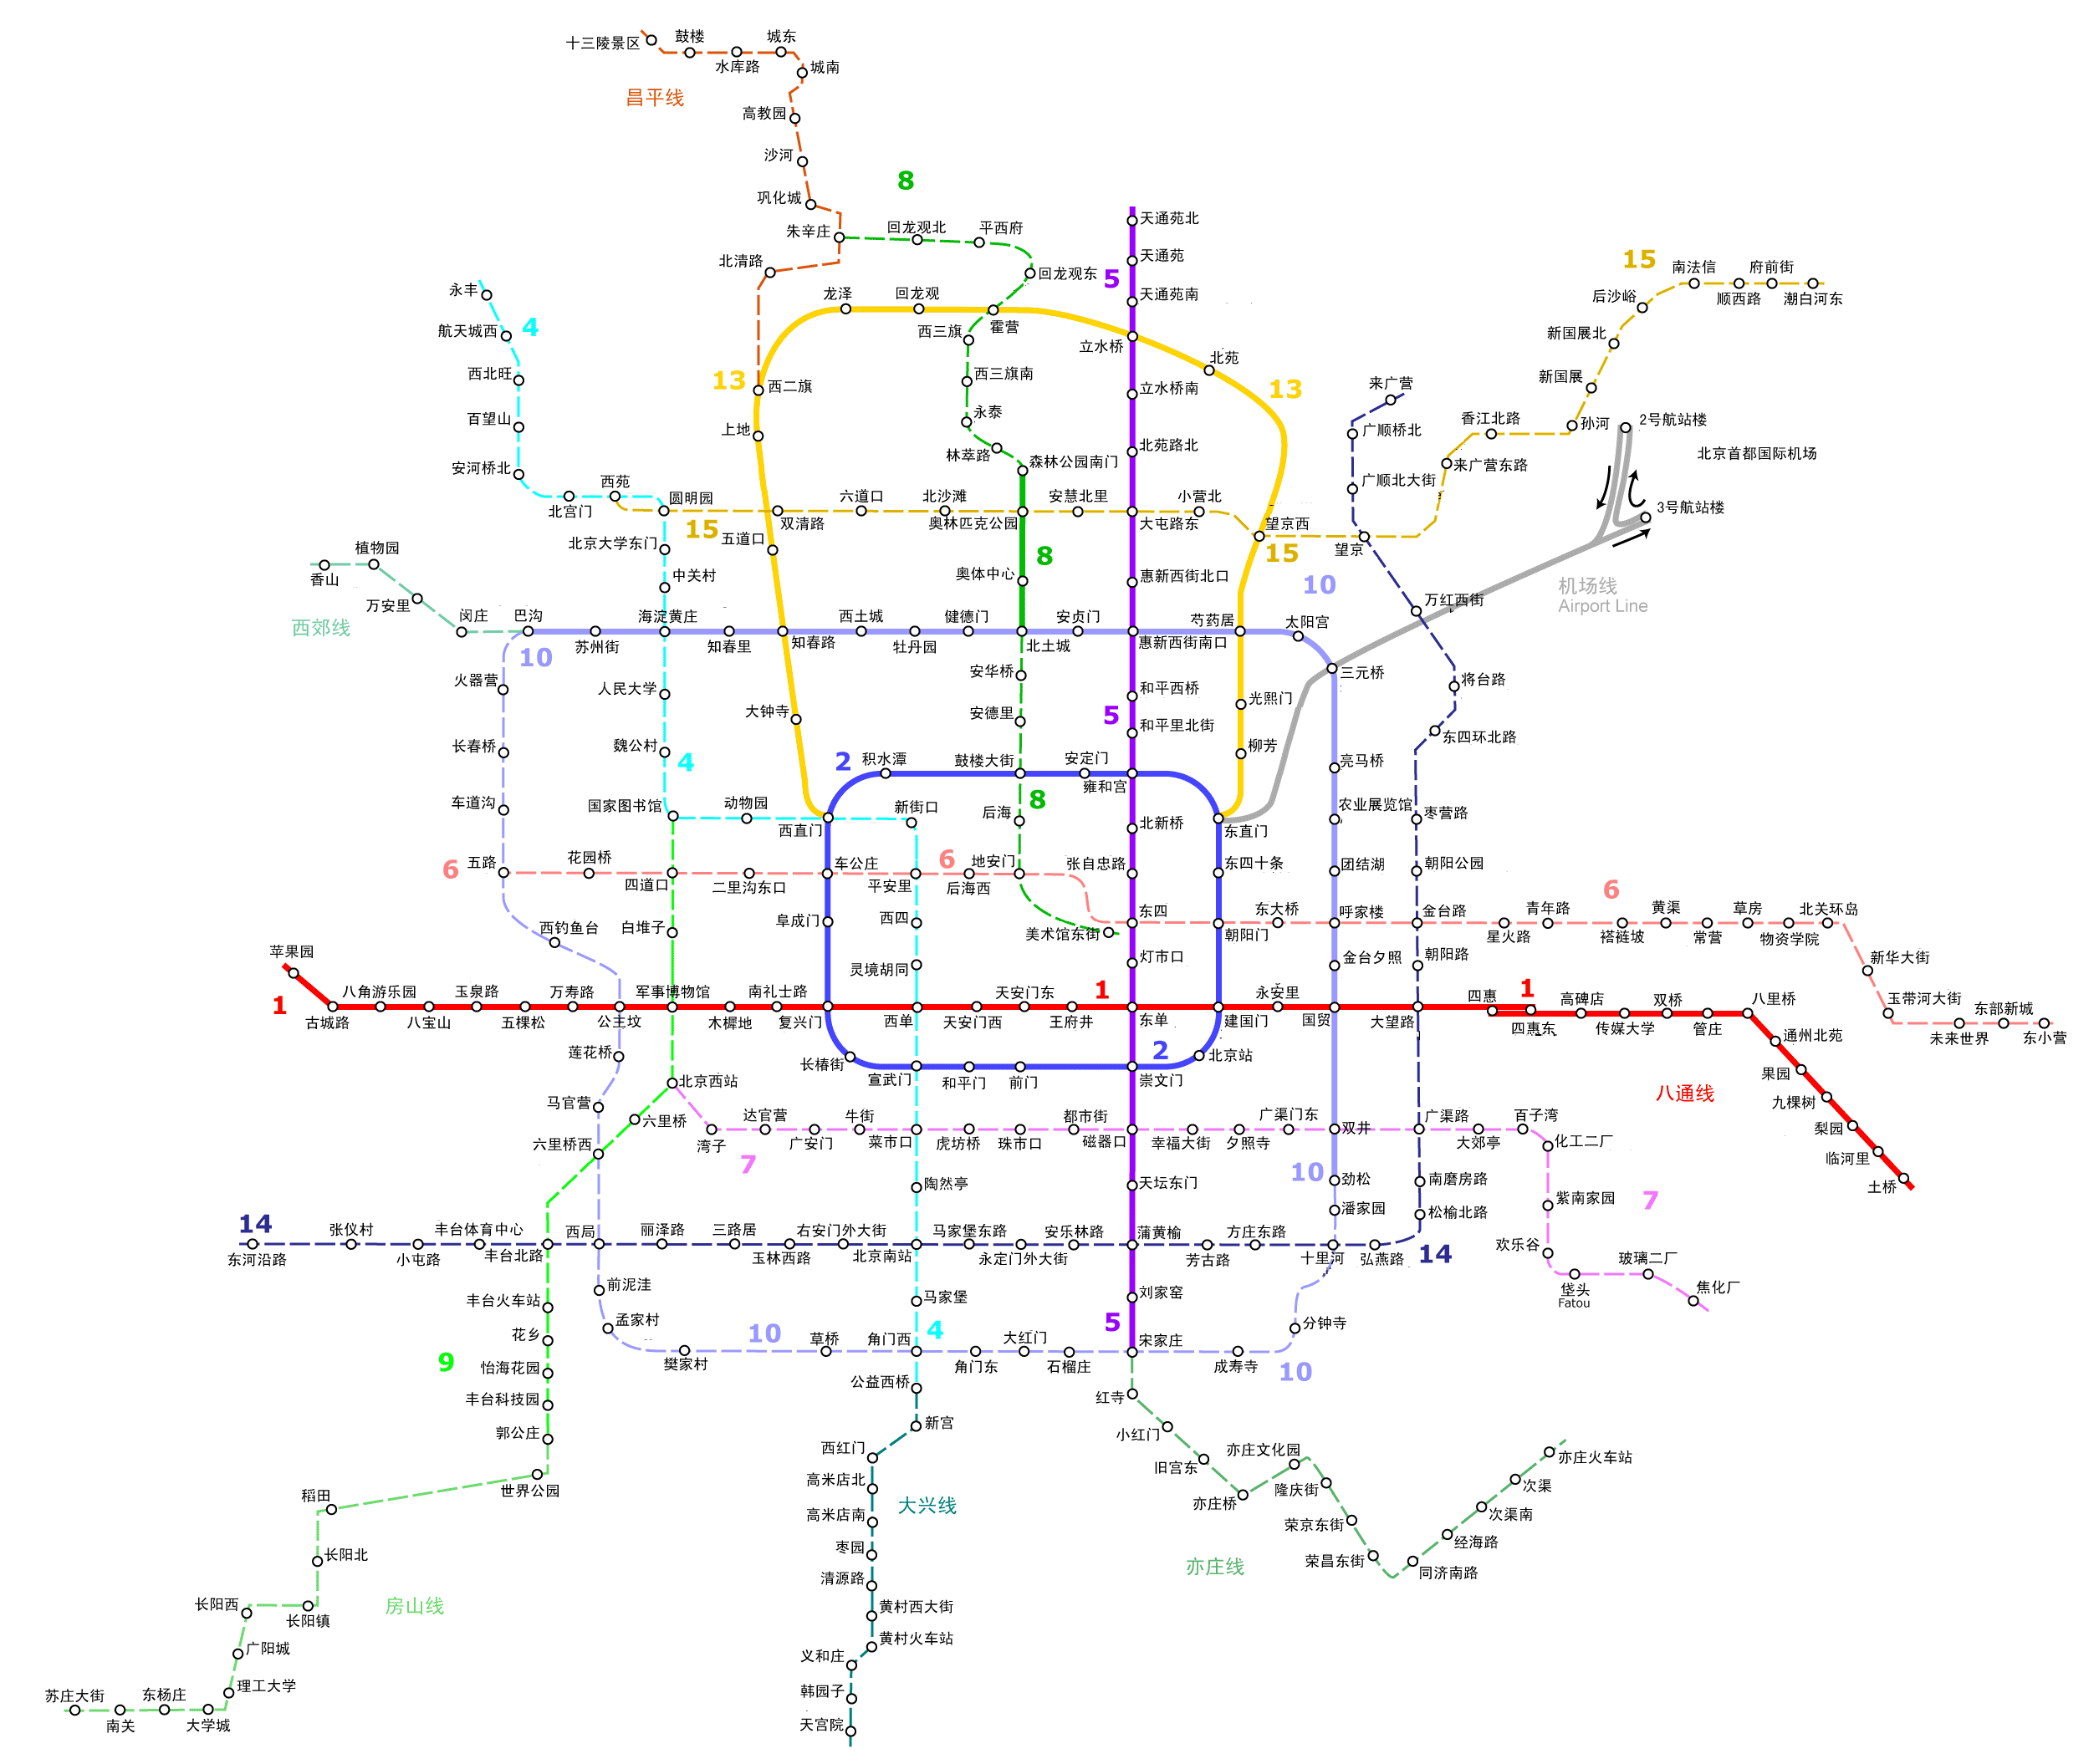 十三陵景区
鼓楼
水库路
城东
城南
昌平线
高教园
沙河
巩化城
朱辛庄
北清路
8
回龙观北
平西府
回龙观东
5
天通苑北
天通苑
天通苑南
15
南法信
府前街
顺西路
潮白河东
后沙峪
新国展北
新国展
孙河
香江北路
来广营东路
永丰
航天城西
4
西北旺
百望山
安河桥北
北宫门
西苑
圆明园
龙泽
回龙观
霍营
西三旗
西三旗南
永泰
林萃路
森林公园南门
立水桥
北苑
立水桥南
北苑路北
13
西二旗
上地
13
来广营
广顺桥北
广顺北大街
2号航站楼
北京首都国际机场
3号航站楼
15
双清路
六道口
北沙滩
奥林匹克公园
安慧北里
大屯路东
小营北
望京西
15
望京
五道口
北京大学东门
中关村
8
奥体中心
惠新西街北口
10
万红西街
机场线
Airport Line
植物园
香山
万安里
西郊线
闵庄
巴沟
10
苏州街
海淀黄庄
知春里
知春路
西土城
牡丹园
健德门
北土城
安贞门
惠新西街南口
芍药居
太阳宫
三元桥
将台路
东四环北路
火器营
人民大学
大钟寺
安华桥
安德里
和平西桥
5
和平里北街
光熙门
柳芳
长春桥
魏公村
4
2
积水潭
鼓楼大街
安定门
雍和宫
亮马桥
车道沟
国家图书馆
动物园
西直门
新街口
后海
8
北新桥
东直门
农业展览馆
枣营路
6
五路
花园桥
四道口
二里沟东口
车公庄
平安里
6
后海西
地安门
张自忠路
东四十条
团结湖
朝阳公园
西钓鱼台
白堆子
阜成门
西四
美术馆东街
东四
朝阳门
东大桥
呼家楼
金台路
6
星火路
青年路
褡裢坡
黄渠
常营
草房
物资学院
北关环岛
新华大街
玉带河大街
未来世界
东部新城
东小营
灵境胡同
灯市口
金台夕照
朝阳路
苹果园
1
古城路
八角游乐园
八宝山
玉泉路
五棵松
万寿路
公主坟
军事博物馆
木樨地
南礼士路
复兴门
西单
天安门西
天安门东
王府井
1
东单
建国门
永安里
国贸
大望路
四惠
1
四惠东
高碑店
传媒大学
双桥
管庄
八里桥
通州北苑
果园
九棵树
梨园
临河里
土桥
八通线
莲花桥
长椿街
宣武门
和平门
前门
崇文门
2
北京站
马官营
北京西站
六里桥
六里桥西
湾子
7
达官营
广安门
牛街
菜市口
虎坊桥
珠市口
都市街
磁器口
幸福大街
夕照寺
广渠门东
双井
广渠路
大郊亭
百子湾
化工二厂
紫南家园
7
欢乐谷
垡头
Fatou
玻璃二厂
焦化厂
陶然亭
天坛东门
10
劲松
潘家园
南磨房路
松榆北路
14
东河沿路
张仪村
小屯路
丰台体育中心
丰台北路
西局
丽泽路
三路居
玉林西路
右安门外大街
北京南站
马家堡东路
永定门外大街
安乐林路
蒲黄榆
芳古路
方庄东路
十里河
弘燕路
14
前泥洼
孟家村
丰台火车站
花乡
9
怡海花园
丰台科技园
郭公庄
马家堡
刘家窑
分钟寺
樊家村
10
草桥
角门西
4
角门东
大红门
石榴庄
5
宋家庄
成寿寺
10
公益西桥
新宫
西红门
高米店北
高米店南
大兴线
枣园
清源路
黄村西大街
黄村火车站
义和庄
韩园子
天宫院
红寺
小红门
旧宫东
亦庄桥
亦庄文化园
隆庆街
荣京东街
荣昌东街
同济南路
经海路
次渠南
次渠
亦庄火车站
亦庄线
世界公园
稻田
长阳北
长阳镇
长阳西
房山线
广阳城
理工大学
大学城
东杨庄
南关
苏庄大街